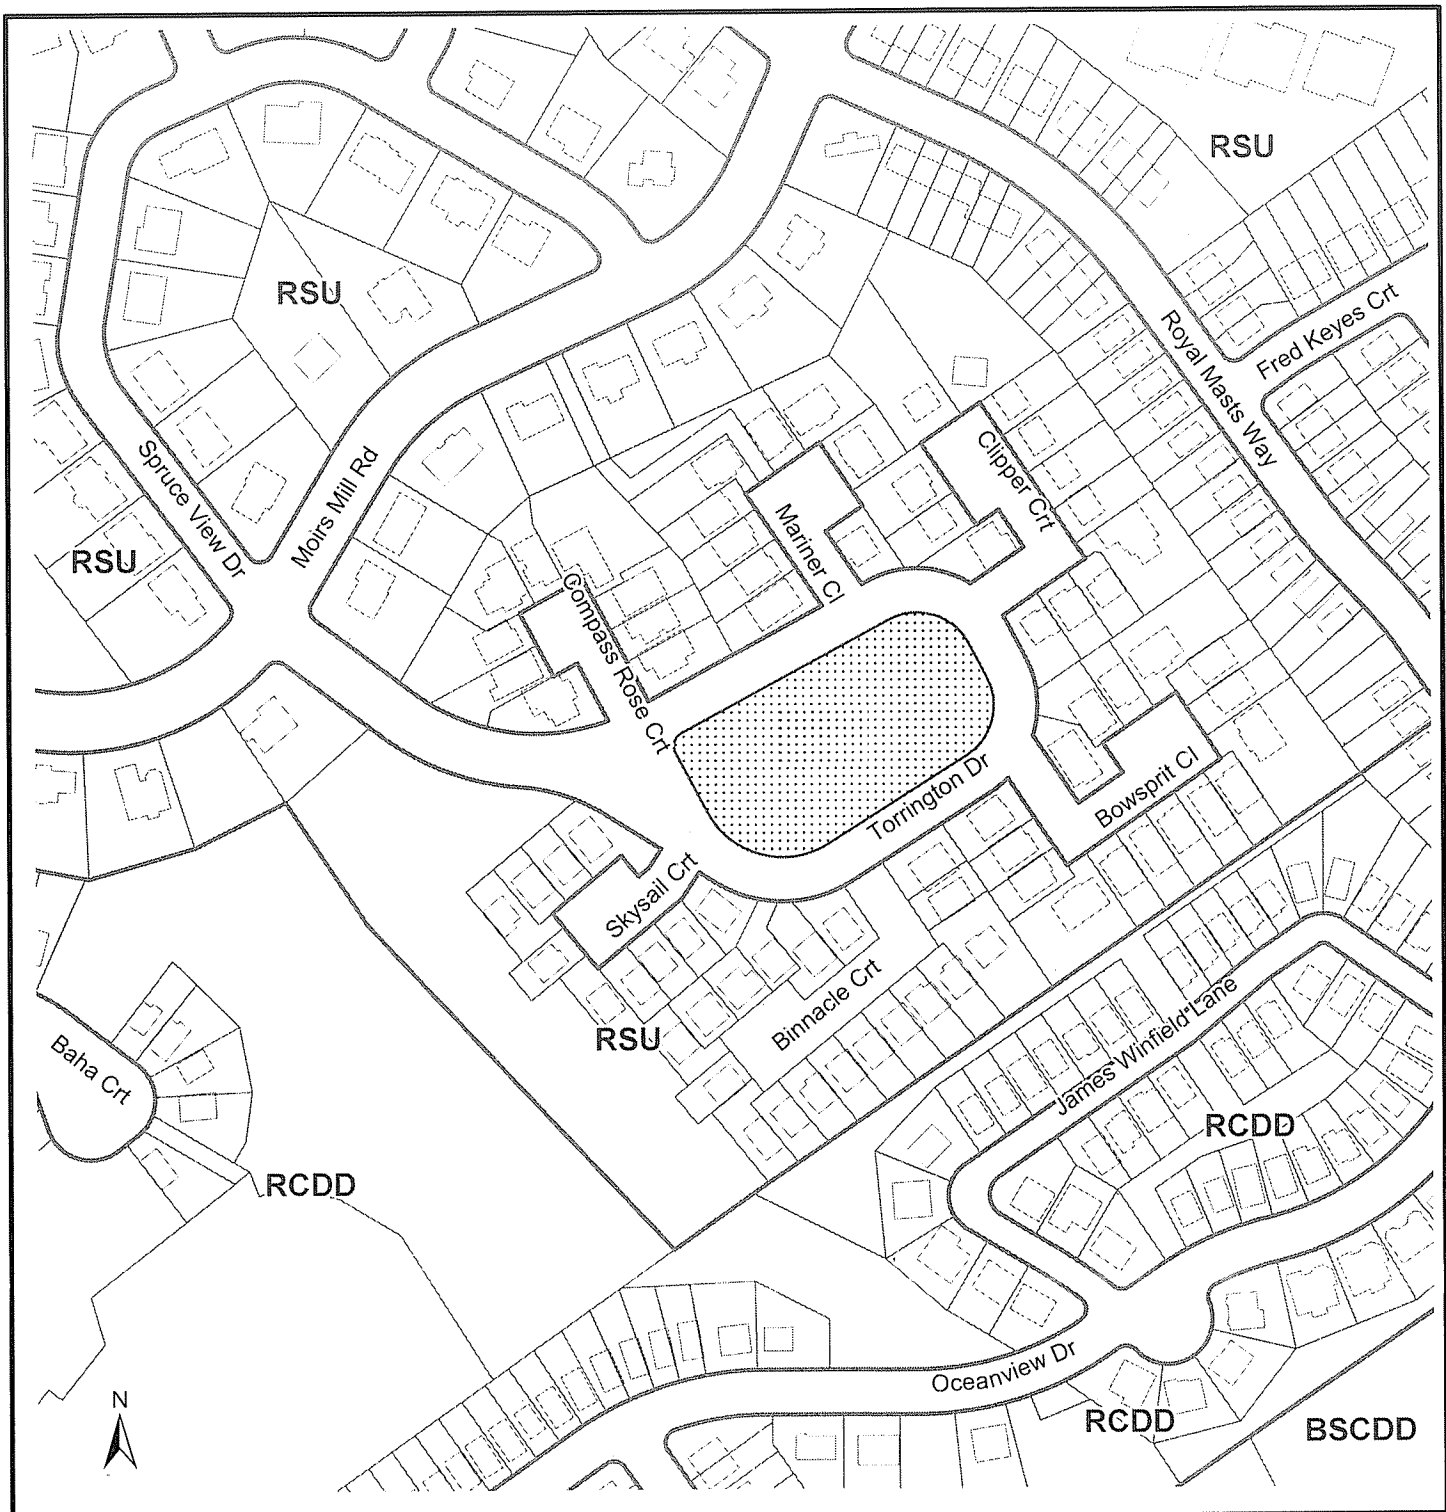 RSU
RSU
Fred Keyes Crt
Royal Masts Way
Clipper Crt
Spruce View Dr
Moirs Mill Rd
Mariner Cl
RSU
Compass Rose Crt
Torrington Dr
Bowsprit Cl
Skysail Crt
Binnacle Crt
RSU
James Winfield Lane
Baha Crt
RCDD
RCDD
Oceanview Dr
N
RCDD
BSCDD